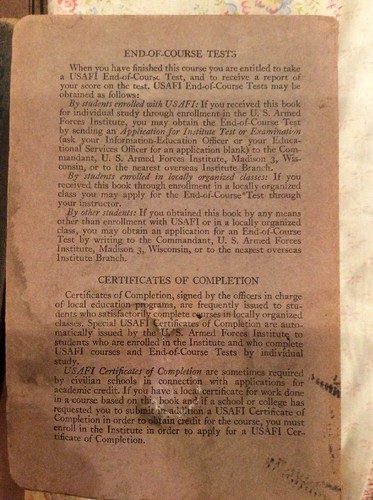 END-OF-COURSE TESTS
When you have finished this course you are entitled to take
a USAFI End-of-Course Test, and to receive a report of
your score on the test. USAFI End-of-Course Tests may be
obtained as follows:
By students enrolled with USAFI: If you received this book
for individual study through enrollment in the U. S. Armed
Forces Institute, you may obtain the End-of-Course Test
by sending an Application for Institute Test or Examination
(ask your Information-Education Officer or your Educa-
tional Services Officer for an application blank) to the Com-
mandant, U. S. Armed Forces Institute, Madison 3, Wis-
consin, or to the nearest overseas Institute Branch.
By students enrolled in locally organized classes: If you
received this book through enrollment in a locally organized
class you may apply for the End-of-Course Test through
your instructor.
By other students: If you obtained this book by any means
other than enrollment with USAFI or in a locally organized
class, you may obtain an application for an End-of-Course
Test by writing to the Commandant, U. S. Armed Forces
Institute, Madison 3, Wisconsin, or to the nearest overseas
Institute Branch.
CERTIFICATES OF COMPLETION
Certificates of Completion, signed by the officers in charge
of local education programs, are frequently issued to stu-
dents who satisfactorily complete courses in locally organized
classes. Special USAFI Certificates of Completion are auto-
matically issued by the U. S. Armed Forces Institute to
students who are enrolled in the Institute and who complete
USAFI courses and End-of-Course Tests by individual
study.
USAFI Certificates of Completion are sometimes required
by civilian schools in connection with applications for
academic credit. If you have a local certificate for work done
in a course based on this book and if a school or college has
requested you to submit in addition a USAFI Certificate of
Completion in order to obtain credit for the course, you must
enroll in the Institute in order to apply for a USAFI Cer-
tificate of Completion.